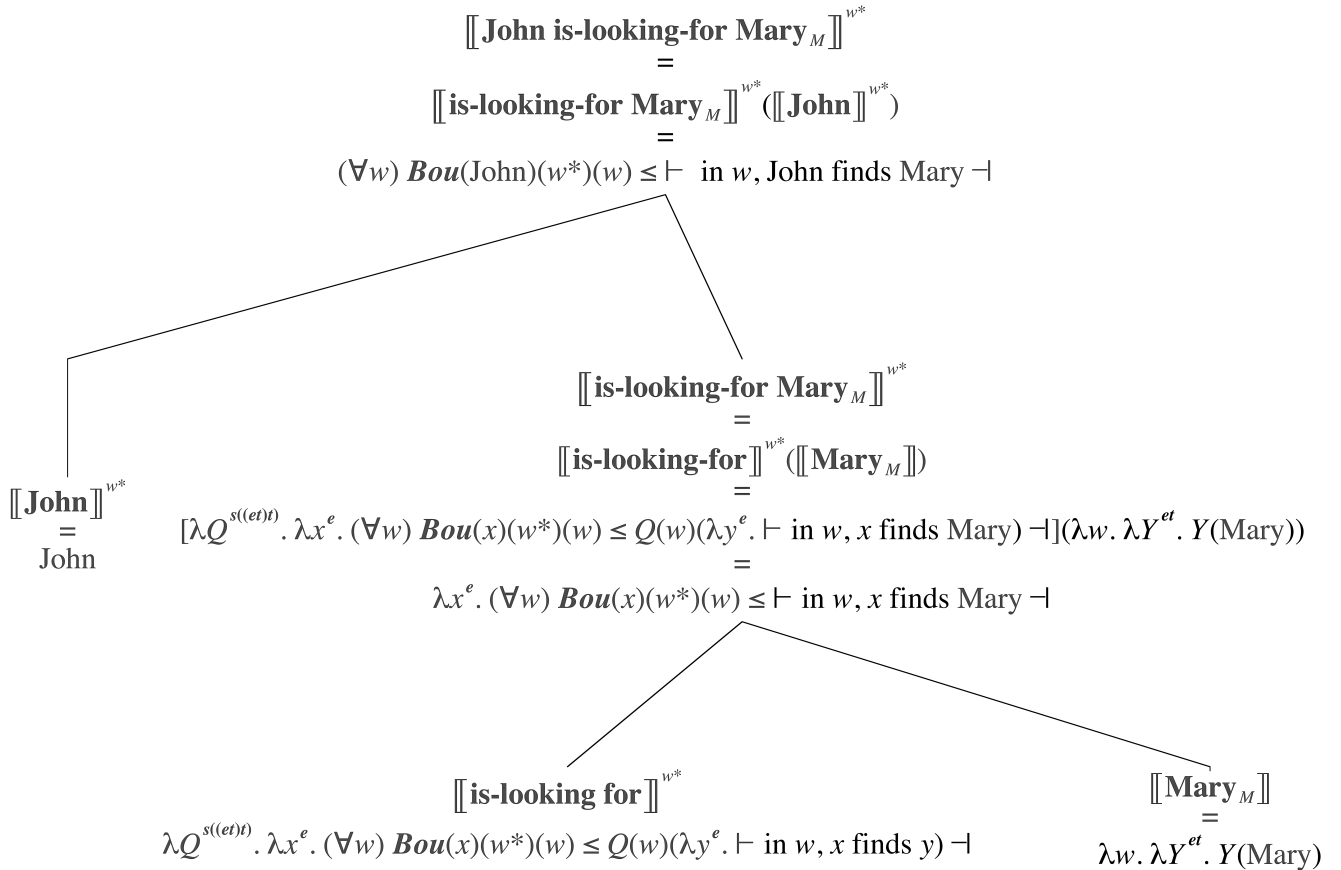 ⟦John is-looking-for Mary_M⟧^w*
=
⟦is-looking-for Mary_M⟧^w*(⟦John⟧^w*)
=
(∀w) Bou(John)(w*)(w) ≤ ⊢ in w, John finds Mary ⊣
⟦John⟧^w*
=
John
⟦is-looking-for Mary_M⟧^w*
=
⟦is-looking-for⟧^w*(⟦Mary_M⟧)
=
[λQ^s((et)t). λx^e. (∀w) Bou(x)(w*)(w) ≤ Q(w)(λy^e. ⊢ in w, x finds Mary) ⊣](λw. λY^et. Y(Mary))
=
λx^e. (∀w) Bou(x)(w*)(w) ≤ ⊢ in w, x finds Mary ⊣
⟦is-looking for⟧^w*
λQ^s((et)t). λx^e. (∀w) Bou(x)(w*)(w) ≤ Q(w)(λy^e. ⊢ in w, x finds y) ⊣
⟦Mary_M⟧
=
λw. λY^et. Y(Mary)